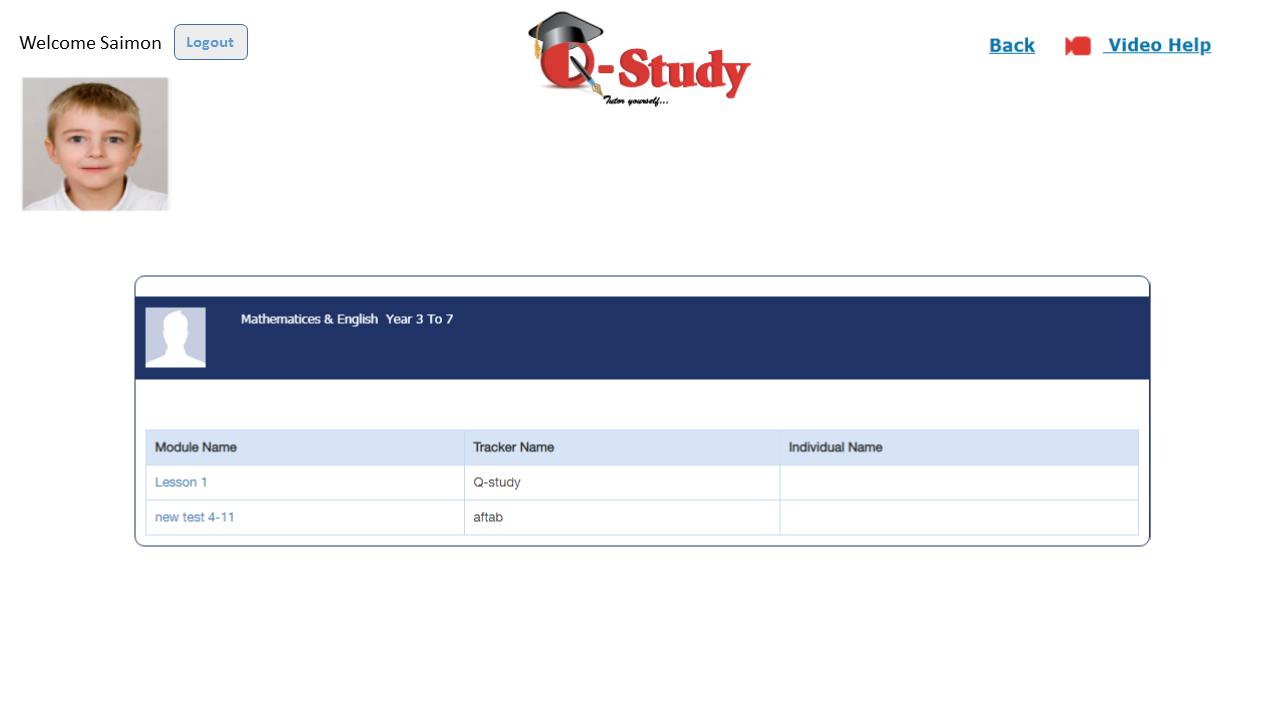 Welcome Saimon Logout
Q-Study
Tutor yourself...
Back Video Help
Mathematices & English Year 3 To 7
Module Name Tracker Name Individual Name
Lesson 1 Q-study
new test 4-11 aftab